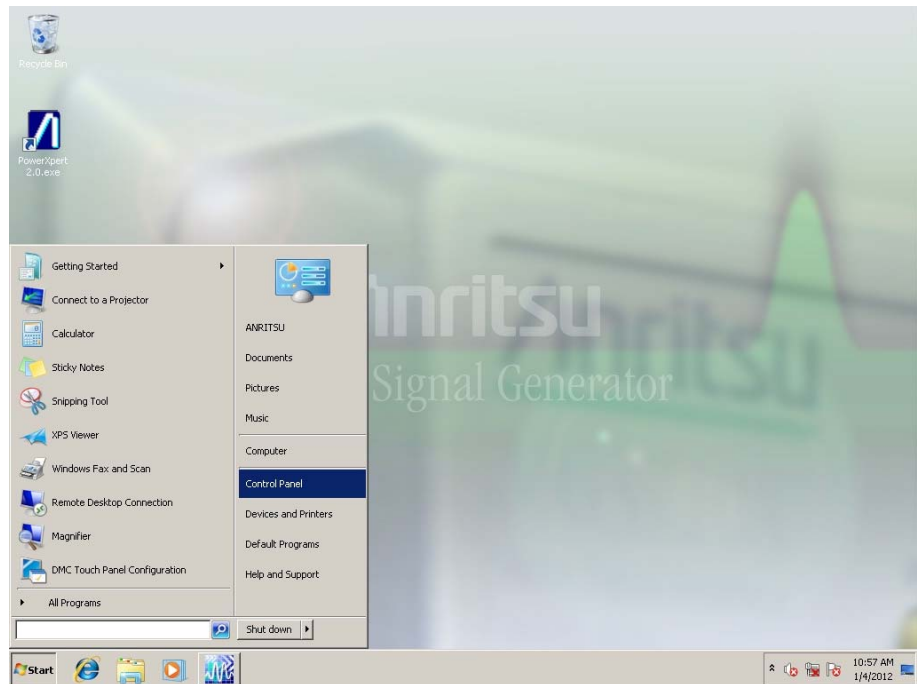 Recycle Bin
PowerXpert
2.0.exe
Getting Started
Connect to a Projector
Calculator
Sticky Notes
Snipping Tool
XPS Viewer
Windows Fax and Scan
Remote Desktop Connection
Magnifier
DMC Touch Panel Configuration
All Programs
ANRITSU
Documents
Pictures
Music
Computer
Control Panel
Devices and Printers
Default Programs
Help and Support
Shut down
Anritsu
Signal Generator
Anritsu
Start
10:57 AM
1/4/2012